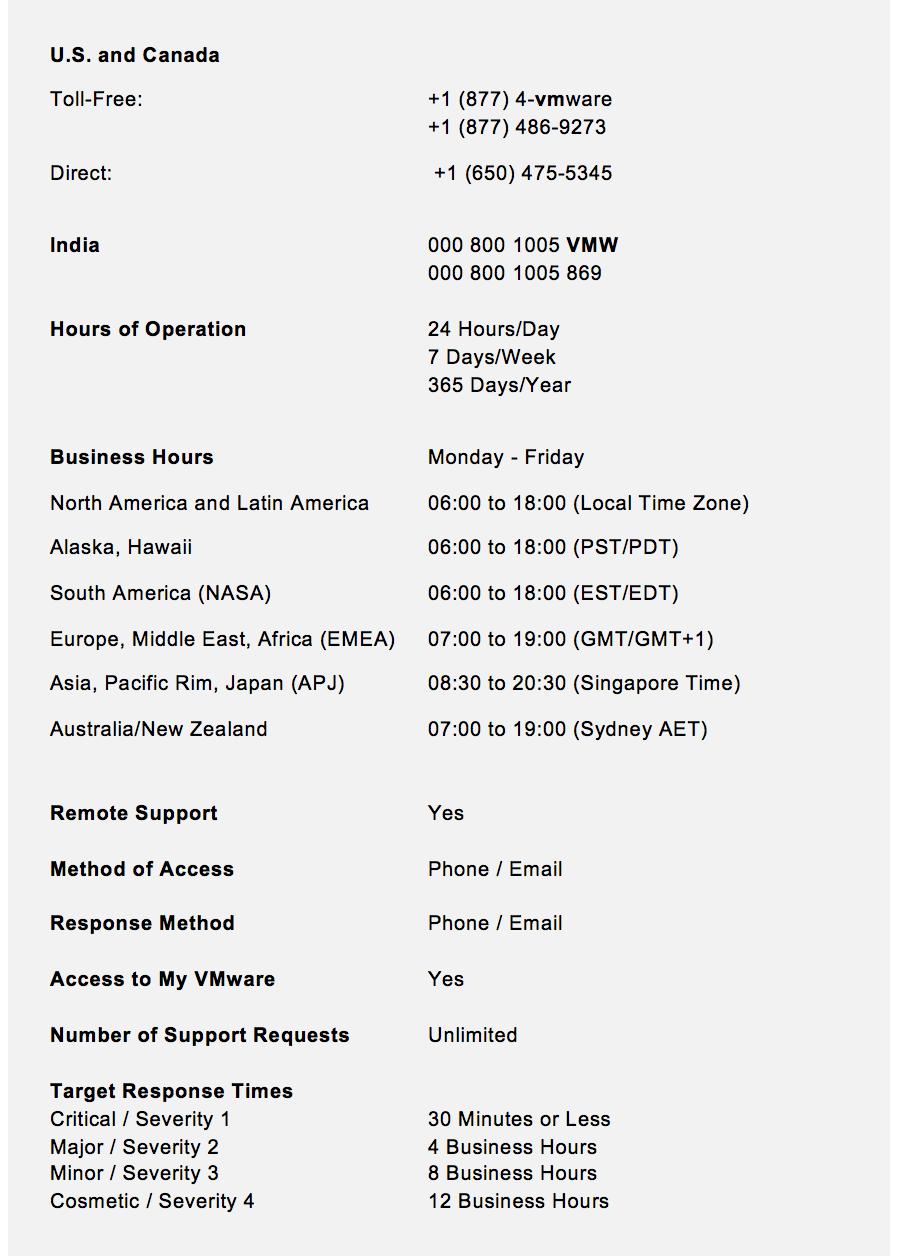 U.S. and Canada
Toll-Free: +1 (877) 4-vmware
+1 (877) 486-9273
Direct: +1 (650) 475-5345
India 000 800 1005 VMW
000 800 1005 869
Hours of Operation 24 Hours/Day
7 Days/Week
365 Days/Year
Business Hours Monday - Friday
North America and Latin America 06:00 to 18:00 (Local Time Zone)
Alaska, Hawaii 06:00 to 18:00 (PST/PDT)
South America (NASA) 06:00 to 18:00 (EST/EDT)
Europe, Middle East, Africa (EMEA) 07:00 to 19:00 (GMT/GMT+1)
Asia, Pacific Rim, Japan (APJ) 08:30 to 20:30 (Singapore Time)
Australia/New Zealand 07:00 to 19:00 (Sydney AET)
Remote Support Yes
Method of Access Phone / Email
Response Method Phone / Email
Access to My VMware Yes
Number of Support Requests Unlimited
Target Response Times
Critical / Severity 1 30 Minutes or Less
Major / Severity 2 4 Business Hours
Minor / Severity 3 8 Business Hours
Cosmetic / Severity 4 12 Business Hours